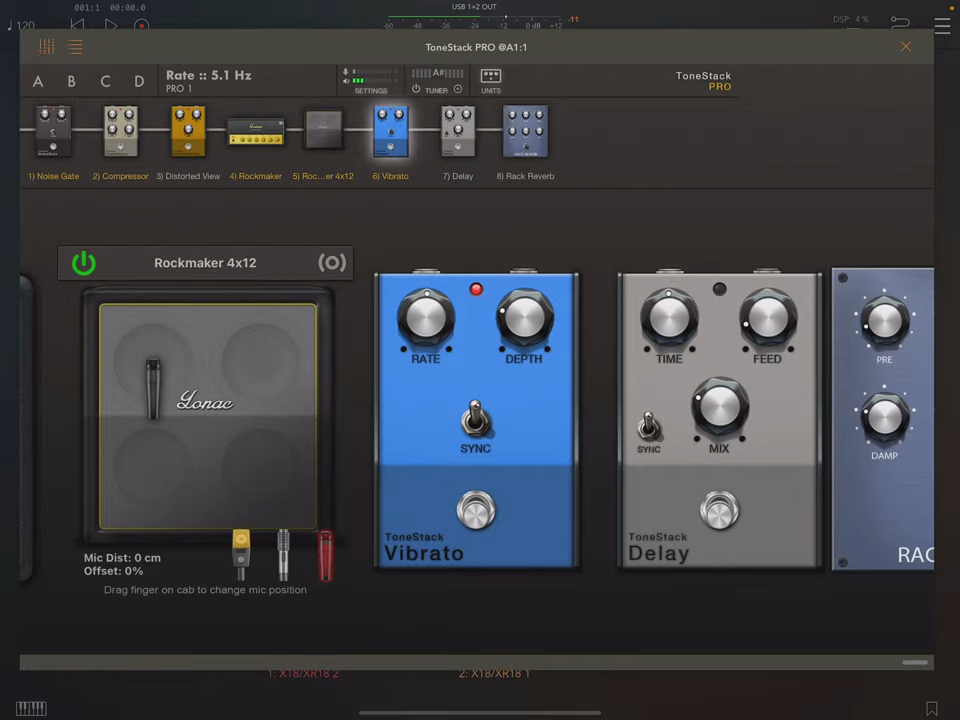 001:1 00:00.0
USB 1+2 OUT
♩120
-60 -48 -36 -24 -12 0 dB +12
-11
DSP 4 %
ToneStack PRO @A1:1
A B C D
Rate :: 5.1 Hz
PRO 1
SETTINGS
A#
TUNER
UNITS
ToneStack
PRO
1) Noise Gate
2) Compressor
3) Distorted View
4) Rockmaker
5) Roc...er 4x12
6) Vibrato
7) Delay
8) Rack Reverb
Rockmaker 4x12
Yonac
Mic Dist: 0 cm
Offset: 0%
Drag finger on cab to change mic position
RATE
DEPTH
SYNC
ToneStack
Vibrato
TIME
FEED
SYNC
MIX
ToneStack
Delay
PRE
DAMP
RAC
1: X18/XR18 2
2: X18/XR18 1